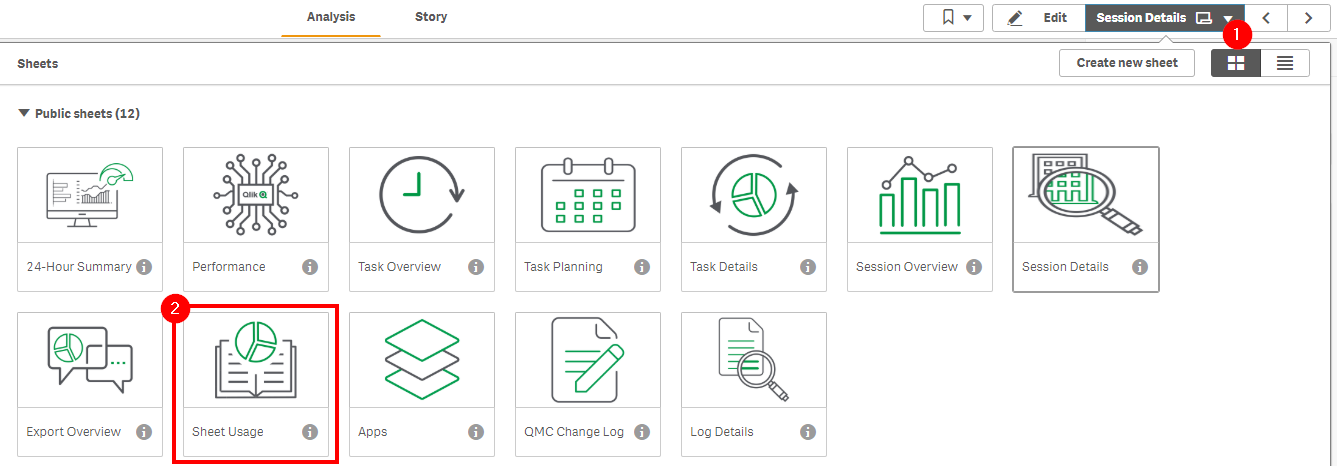 Analysis Story
Edit Session Details
1
Sheets Create new sheet
Public sheets (12)
Qlik Q
24-Hour Summary i Performance i Task Overview i Task Planning i Task Details i Session Overview i Session Details i
2
Export Overview i Sheet Usage i Apps i QMC Change Log i Log Details i